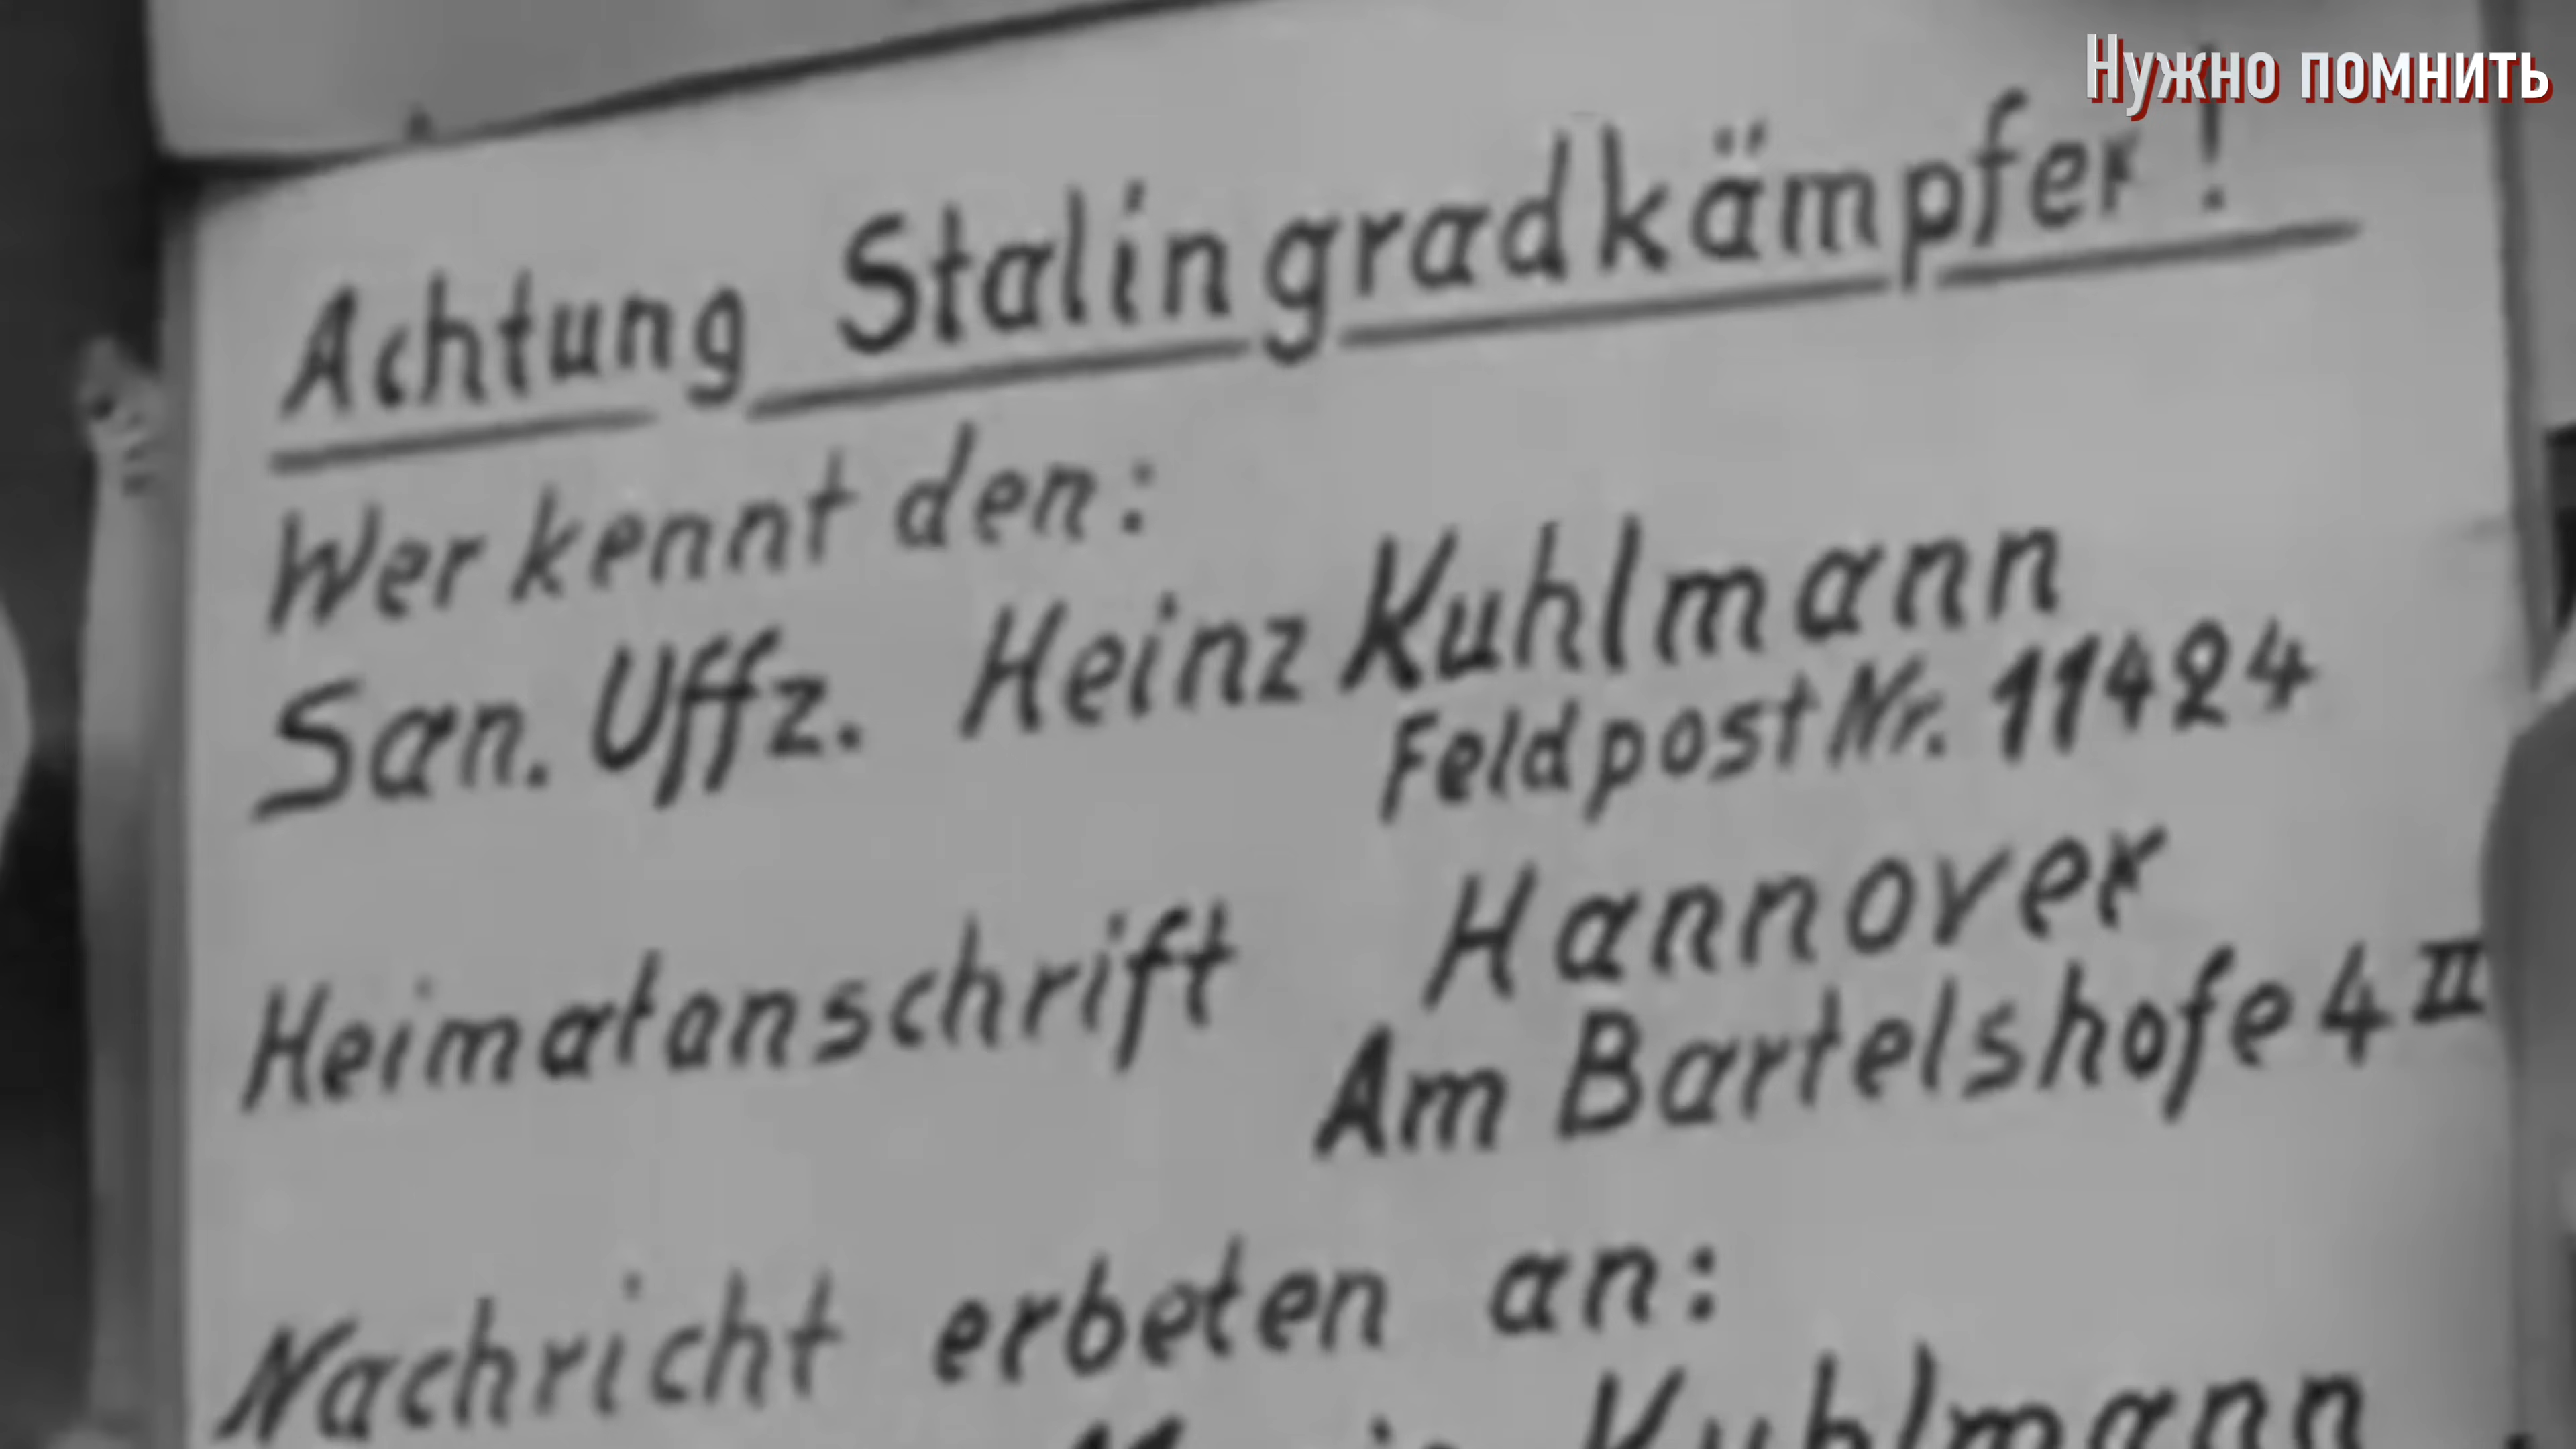 Нужно помнить
Achtung Stalingradkämpfer!
Wer kennt den:
San. Uffz. Heinz Kuhlmann
Feldpost Nr. 11424
Heimatanschrift Hannover
Am Bartelshofe 4 II
Nachricht erbeten an:
Kuhlmann